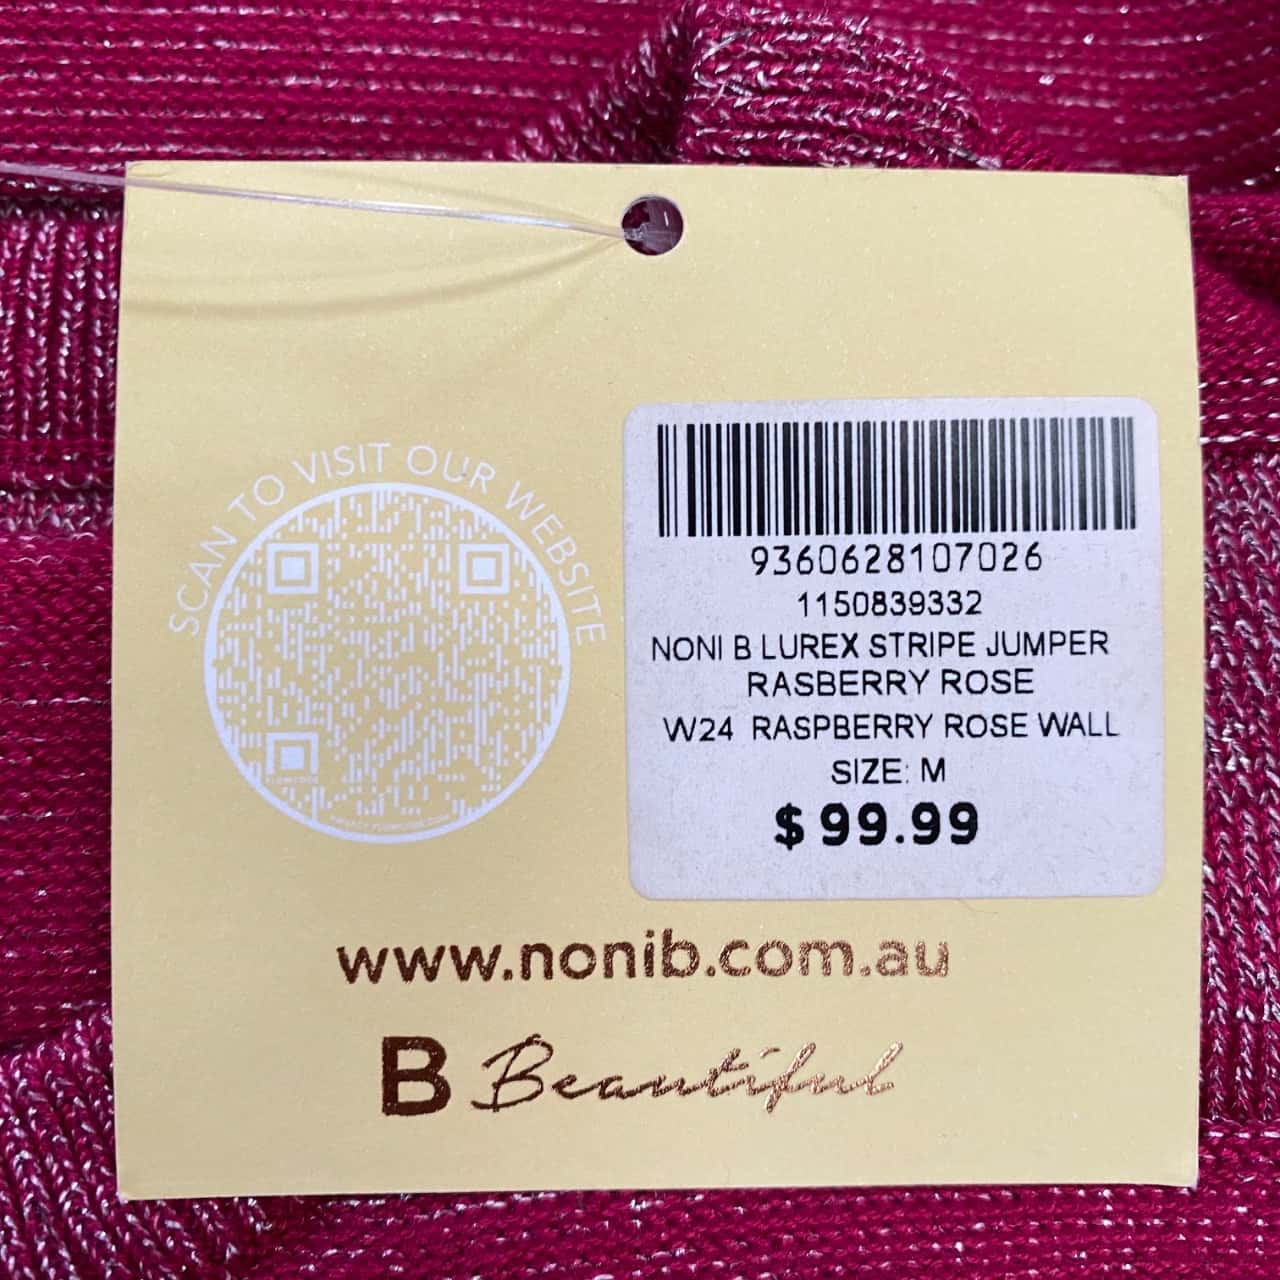 SCAN TO VISIT OUR WEBSITE
9360628107026
1150839332
NONI B LUREX STRIPE JUMPER
RASBERRY ROSE
W24 RASPBERRY ROSE WALL
SIZE: M
$99.99
www.nonib.com.au
B Beautiful